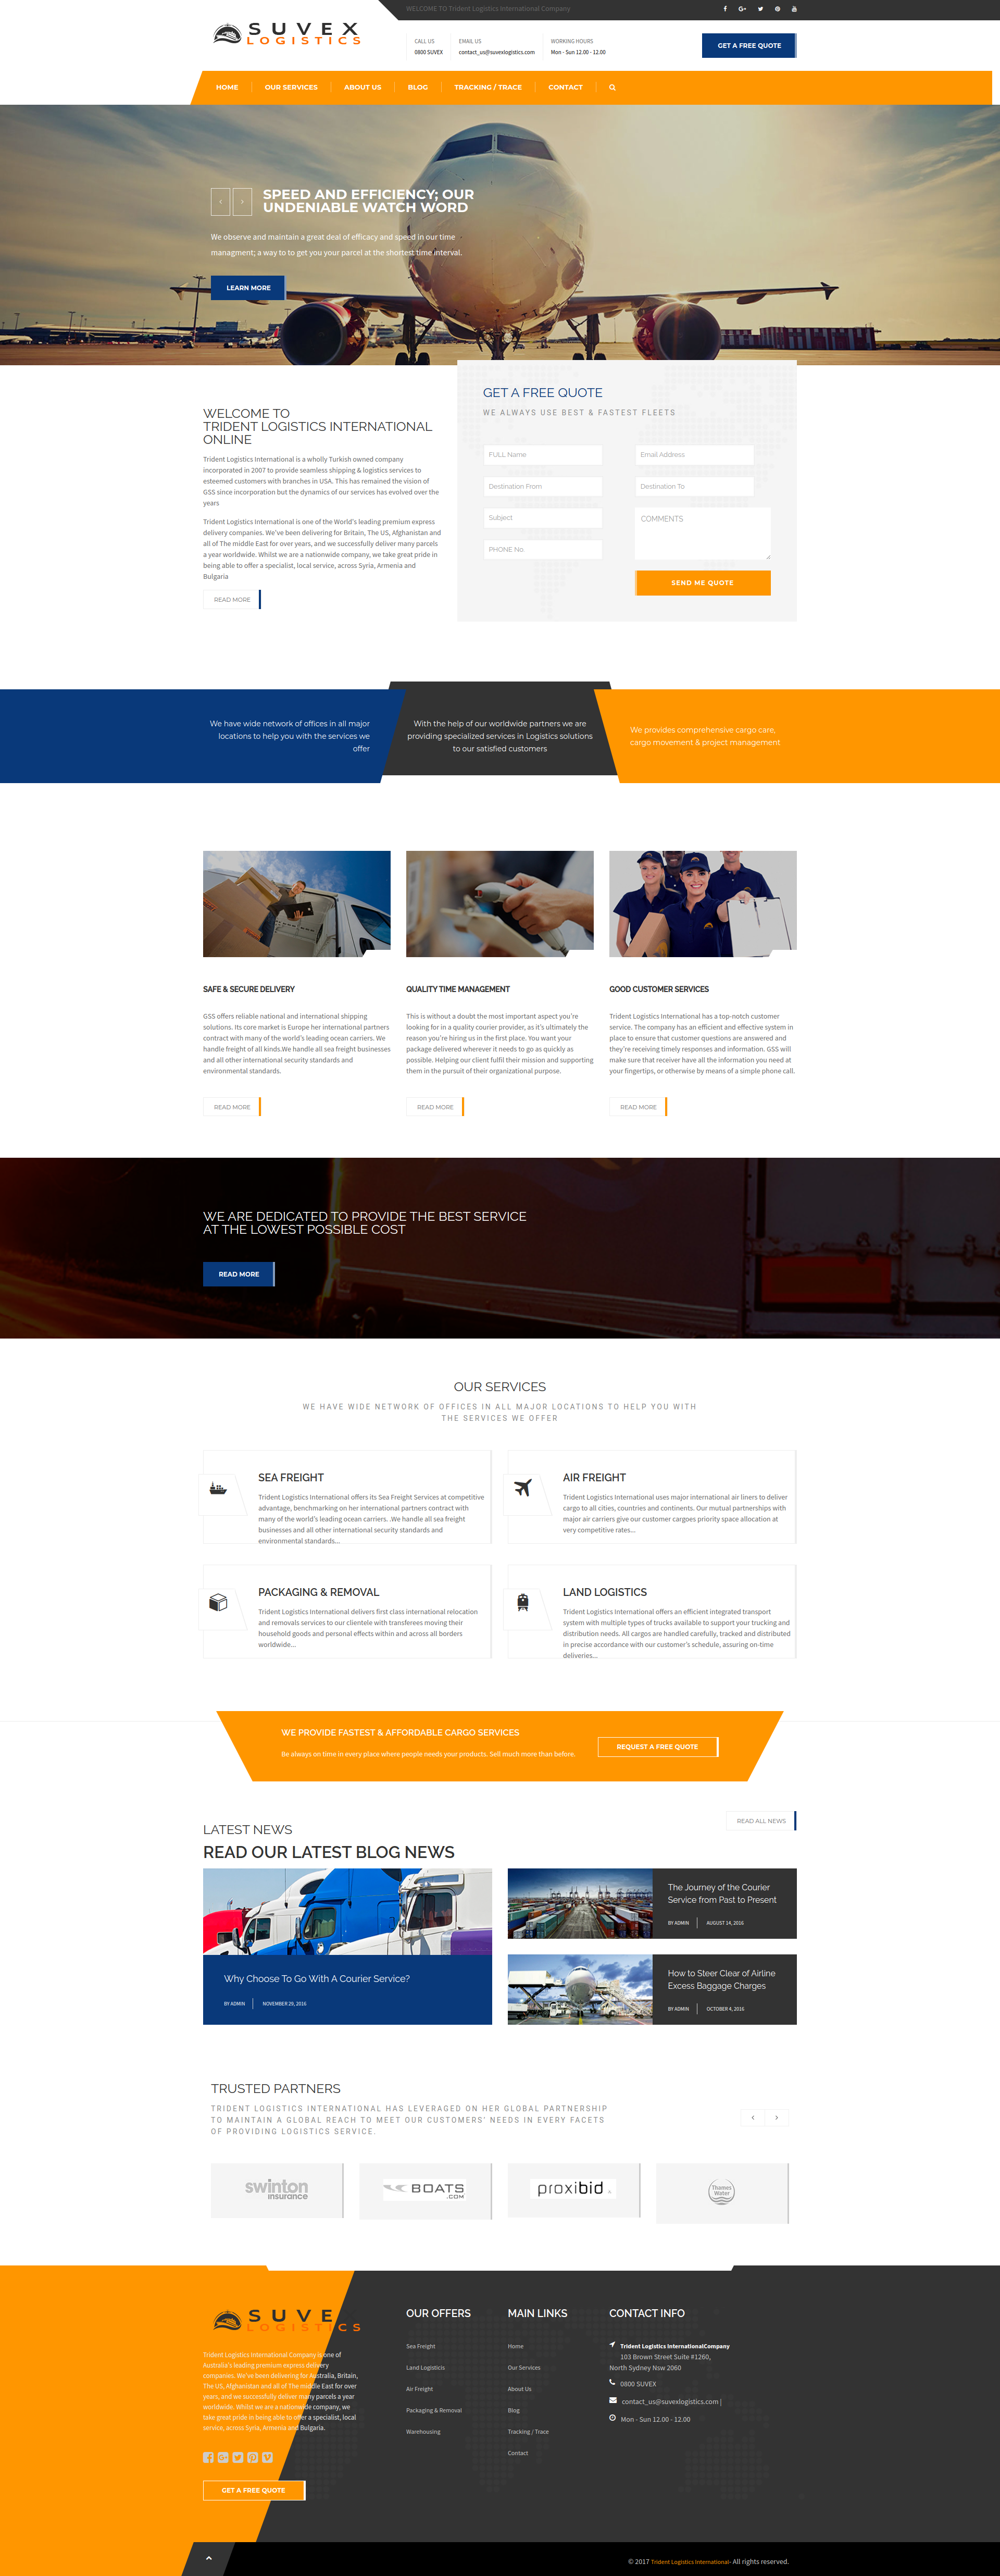 WELCOME TO Trident Logistics International Company
SUVEX
LOGISTICS
CALL US
0800 SUVEX
EMAIL US
contact_us@suvexlogistics.com
WORKING HOURS
Mon - Sun 12.00 - 12.00
GET A FREE QUOTE
HOME
OUR SERVICES
ABOUT US
BLOG
TRACKING / TRACE
CONTACT
SPEED AND EFFICIENCY; OUR
UNDENIABLE WATCH WORD
We observe and maintain a great deal of efficacy and speed in our time
managment; a way to to get you your parcel at the shortest time interval.
LEARN MORE
WELCOME TO
TRIDENT LOGISTICS INTERNATIONAL
ONLINE
Trident Logistics International is a wholly Turkish owned company
incorporated in 2007 to provide seamless shipping & logistics services to
esteemed customers with branches in USA. This has remained the vision of
GSS since incorporation but the dynamics of our services has evolved over the
years
Trident Logistics International is one of the World's leading premium express
delivery companies. We've been delivering for Britain, The US, Afghanistan and
all of The middle East for over years, and we successfully deliver many parcels
a year worldwide. Whilst we are a nationwide company, we take great pride in
being able to offer a specialist, local service, across Syria, Armenia and
Bulgaria
READ MORE
GET A FREE QUOTE
WE ALWAYS USE BEST & FASTEST FLEETS
FULL Name
Email Address
Destination From
Destination To
Subject
COMMENTS
PHONE No:
SEND ME QUOTE
We have wide network of offices in all major
locations to help you with the services we
offer
With the help of our worldwide partners we are
providing specialized services in Logistics solutions
to our satisfied customers
We provides comprehensive cargo care,
cargo movement & project management
SAFE & SECURE DELIVERY
GSS offers reliable national and international shipping
solutions. Its core market is Europe her international partners
contract with many of the world's leading ocean carriers. We
handle freight of all kinds.We handle all sea freight businesses
and all other international security standards and
environmental standards.
READ MORE
QUALITY TIME MANAGEMENT
This is without a doubt the most important aspect you're
looking for in a quality courier provider, as it's ultimately the
reason you're hiring us in the first place. You want your
package delivered wherever it needs to go as quickly as
possible. Helping our client fulfil their mission and supporting
them in the pursuit of their organizational purpose.
READ MORE
GOOD CUSTOMER SERVICES
Trident Logistics International has a top-notch customer
service. The company has an efficient and effective system in
place to ensure that customer questions are answered and
they're receiving timely responses and information. GSS will
make sure that receiver have all the information you need at
your fingertips, or otherwise by means of a simple phone call.
READ MORE
WE ARE DEDICATED TO PROVIDE THE BEST SERVICE
AT THE LOWEST POSSIBLE COST
READ MORE
OUR SERVICES
WE HAVE WIDE NETWORK OF OFFICES IN ALL MAJOR LOCATIONS TO HELP YOU WITH
THE SERVICES WE OFFER
SEA FREIGHT
Trident Logistics International offers its Sea Freight Services at competitive
advantage, benchmarking on her international partners contract with
many of the world's leading ocean carriers. .We handle all sea freight
businesses and all other international security standards and
environmental standards...
AIR FREIGHT
Trident Logistics International uses major international air liners to deliver
cargo to all cities, countries and continents. Our mutual partnerships with
major air carriers give our customer cargoes priority space allocation at
very competitive rates...
PACKAGING & REMOVAL
Trident Logistics International delivers first class international relocation
and removals services to our clientele with transferees moving their
household goods and personal effects within and across all borders
worldwide...
LAND LOGISTICS
Trident Logistics International offers an efficient integrated transport
system with multiple types of trucks available to support your trucking and
distribution needs. All cargos are handled carefully, tracked and distributed
in precise accordance with our customer's schedule, assuring on-time
deliveries...
WE PROVIDE FASTEST & AFFORDABLE CARGO SERVICES
Be always on time in every place where people needs your products. Sell much more than before.
REQUEST A FREE QUOTE
LATEST NEWS
READ OUR LATEST BLOG NEWS
READ ALL NEWS
Why Choose To Go With A Courier Service?
BY ADMIN
NOVEMBER 29, 2016
The Journey of the Courier
Service from Past to Present
BY ADMIN
AUGUST 14, 2016
How to Steer Clear of Airline
Excess Baggage Charges
BY ADMIN
OCTOBER 4, 2016
TRUSTED PARTNERS
TRIDENT LOGISTICS INTERNATIONAL HAS LEVERAGED ON HER GLOBAL PARTNERSHIP
TO MAINTAIN A GLOBAL REACH TO MEET OUR CUSTOMERS' NEEDS IN EVERY FACETS
OF PROVIDING LOGISTICS SERVICE.
swinton
insurance
BOATS
.COM
proxibid
Thames
Water
SUVE
LOGISTICS
Trident Logistics International Company is one of
Australia's leading premium express delivery
companies. We've been delivering for Australia, Britain,
The US, Afghanistan and all of The middle East for over
years, and we successfully deliver many parcels a year
worldwide. Whilst we are a nationwide company, we
take great pride in being able to offer a specialist, local
service, across Syria, Armenia and Bulgaria.
GET A FREE QUOTE
OUR OFFERS
Sea Freight
Land Logisticis
Air Freight
Packaging & Removal
Warehousing
MAIN LINKS
Home
Our Services
About Us
Blog
Tracking / Trace
Contact
CONTACT INFO
Trident Logistics InternationalCompany
103 Brown Street Suite #1260,
North Sydney Nsw 2060
0800 SUVEX
contact_us@suvexlogistics.com |
Mon - Sun 12.00 - 12.00
© 2017 Trident Logistics International- All rights reserved.